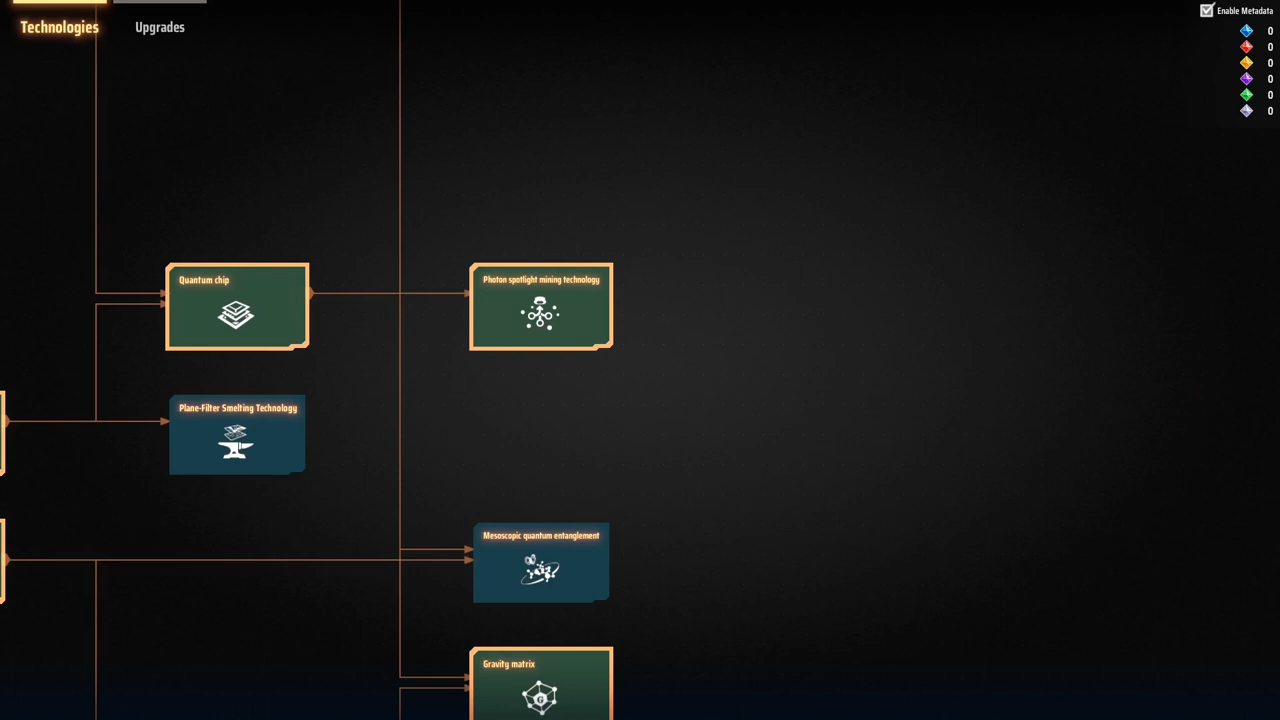 Technologies
Upgrades
Enable Metadata
0
0
0
0
0
0
Quantum chip
Photon spotlight mining technology
Plane-Filter Smelting Technology
Mesoscopic quantum entanglement
Gravity matrix
G